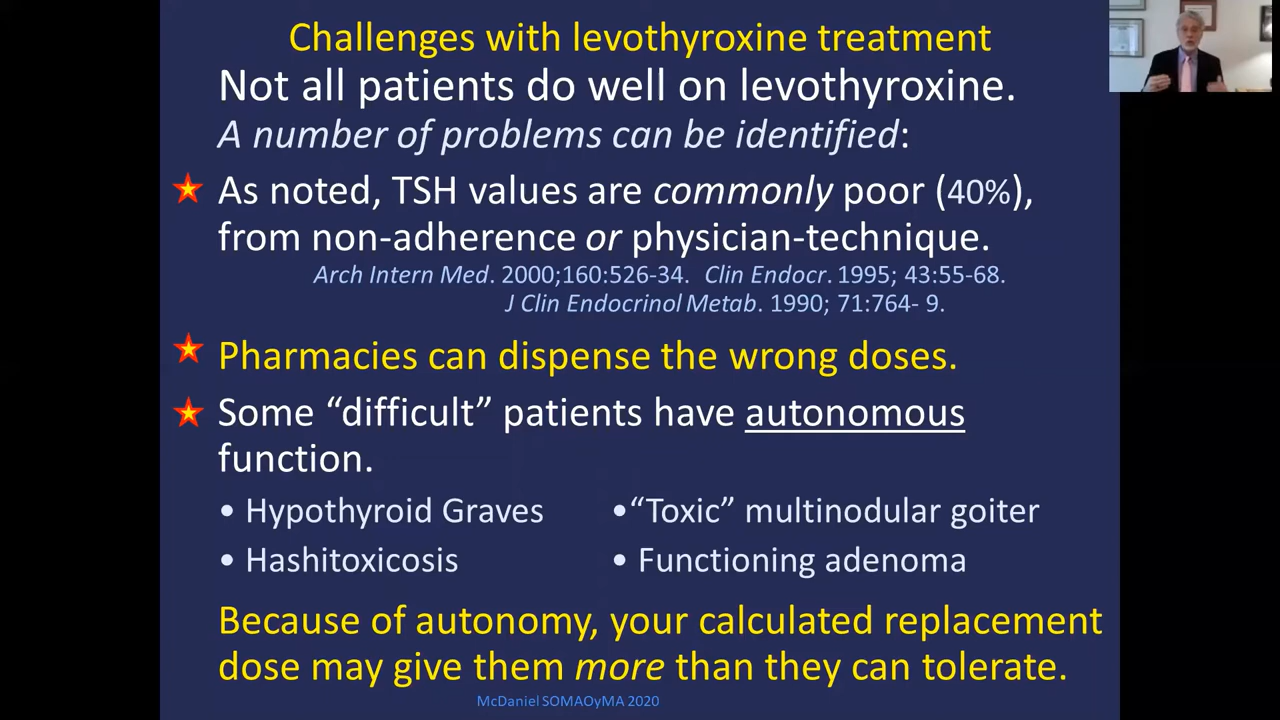 Challenges with levothyroxine treatment
Not all patients do well on levothyroxine.
A number of problems can be identified:
As noted, TSH values are commonly poor (40%),
from non-adherence or physician-technique.
Arch Intern Med. 2000;160:526-34. Clin Endocr. 1995; 43:55-68.
J Clin Endocrinol Metab. 1990; 71:764- 9.
Pharmacies can dispense the wrong doses.
Some “difficult” patients have autonomous
function.
• Hypothyroid Graves •“Toxic” multinodular goiter
• Hashitoxicosis • Functioning adenoma
Because of autonomy, your calculated replacement
dose may give them more than they can tolerate.
McDaniel SOMAOyMA 2020